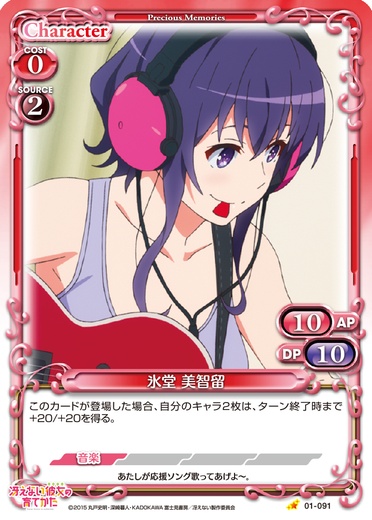 Precious Memories
Character
COST
0
SOURCE
2
10 AP
DP 10
氷堂 美智留
このカードが登場した場合、自分のキャラ2枚は、ターン終了時まで
+20/+20を得る。
音楽
あたしが応援ソング歌ってあげよ〜。
冴えない彼女の
育てかた
©2015 丸戸史明・深崎暮人・KADOKAWA 富士見書房/冴えない製作委員会
01-091